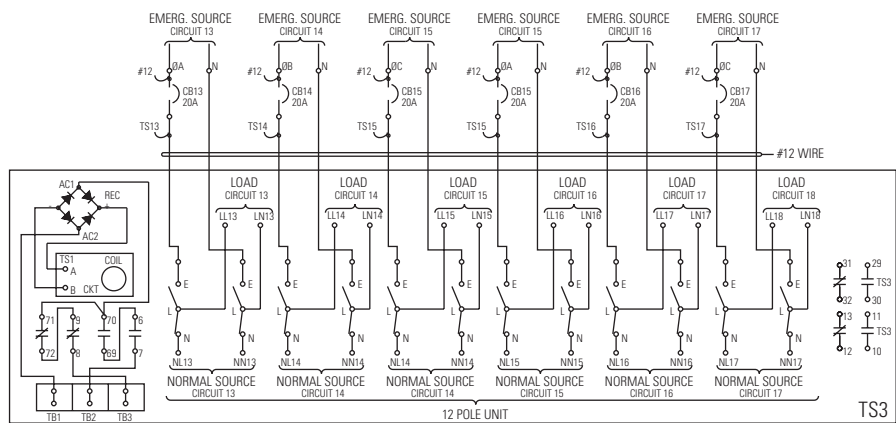 EMERG. SOURCE EMERG. SOURCE EMERG. SOURCE EMERG. SOURCE EMERG. SOURCE EMERG. SOURCE
CIRCUIT 13 CIRCUIT 14 CIRCUIT 15 CIRCUIT 15 CIRCUIT 16 CIRCUIT 17
ØA N ØB N ØC N ØA N ØB N ØC N
#12 #12 #12 #12 #12 #12
CB13 CB14 CB15 CB15 CB16 CB17
20A 20A 20A 20A 20A 20A
TS13 TS14 TS15 TS15 TS16 TS17
#12 WIRE
LOAD LOAD LOAD LOAD LOAD LOAD
CIRCUIT 13 CIRCUIT 14 CIRCUIT 15 CIRCUIT 16 CIRCUIT 17 CIRCUIT 18
LL13 LN13 LL14 LN14 LL15 LN15 LL16 LN16 LL17 LN17 LL18 LN18
AC1
REC
- +
AC2
TS1 COIL
A
B CKT
71 9 70 6
72 8 69 7
TB1 TB2 TB3
E E E E E E E E E E E E
L L L L L L L L L L L L
N N N N N N N N N N N N
NL13 NN13 NL14 NN14 NL14 NN14 NL15 NN15 NL16 NN16 NL17 NN17
NORMAL SOURCE NORMAL SOURCE NORMAL SOURCE NORMAL SOURCE NORMAL SOURCE NORMAL SOURCE
CIRCUIT 13 CIRCUIT 14 CIRCUIT 14 CIRCUIT 15 CIRCUIT 16 CIRCUIT 17
12 POLE UNIT
31 29
TS3
32 30
13 11
TS3
12 10
TS3